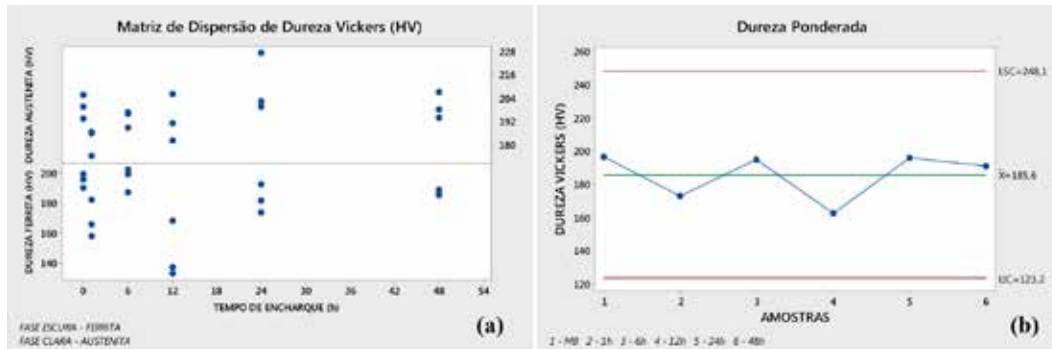 Matriz de Dispersão de Dureza Vickers (HV)
DUREZA AUSTENITA (HV)
228
216
204
192
180
DUREZA FERRITA (HV)
200
180
160
140
0 6 12 18 24 30 36 42 48 54
TEMPO DE ENCHARQUE (h)
FASE ESCURA - FERRITA
FASE CLARA - AUSTENITA
(a)
Dureza Ponderada
DUREZA VICKERS (HV)
260
240
220
200
180
160
140
120
LSC=248,1
X̄=185,6
LIC=123,2
1 2 3 4 5 6
AMOSTRAS
1 - MB 2 - 1h 3 - 6h 4 - 12h 5 - 24h 6 - 48h
(b)